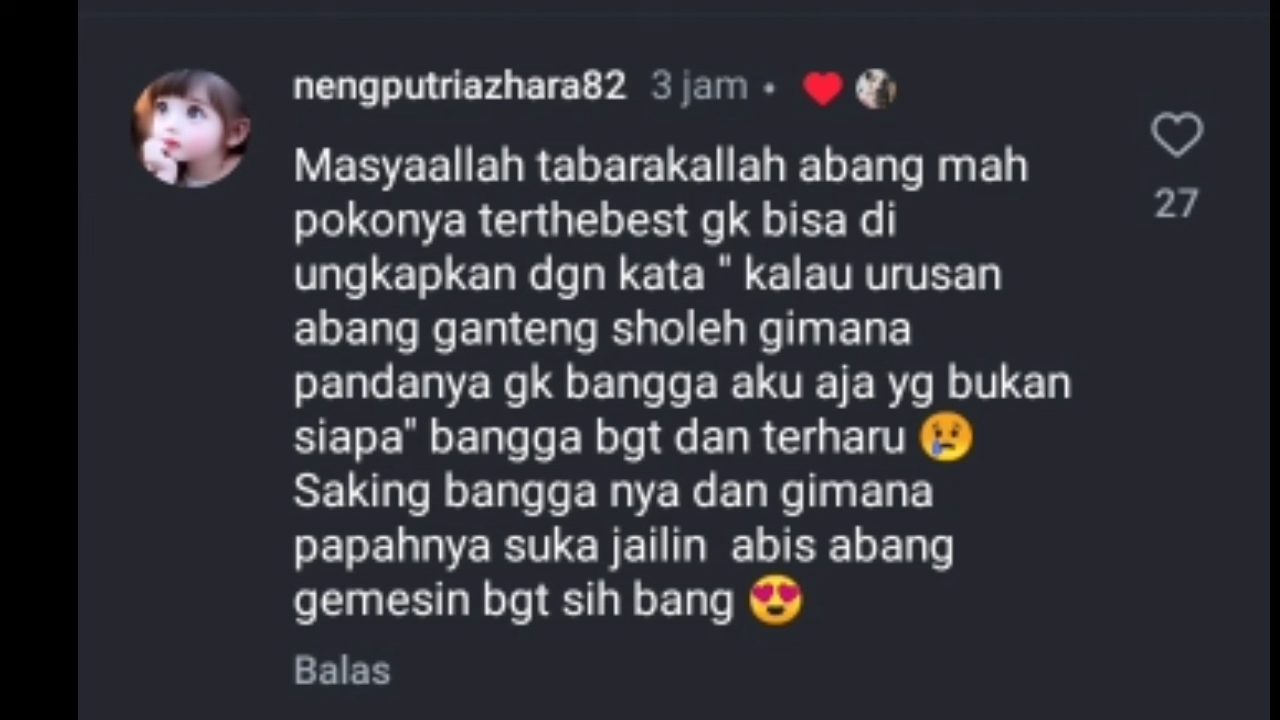 nengputriazhara82 3 jam •
Masyaallah tabarakallah abang mah
pokonya terthebest gk bisa di
ungkapkan dgn kata " kalau urusan
abang ganteng sholeh gimana
pandanya gk bangga aku aja yg bukan
siapa" bangga bgt dan terharu 😢
Saking bangga nya dan gimana
papahnya suka jailin  abis abang
gemesin bgt sih bang 😍
Balas
27